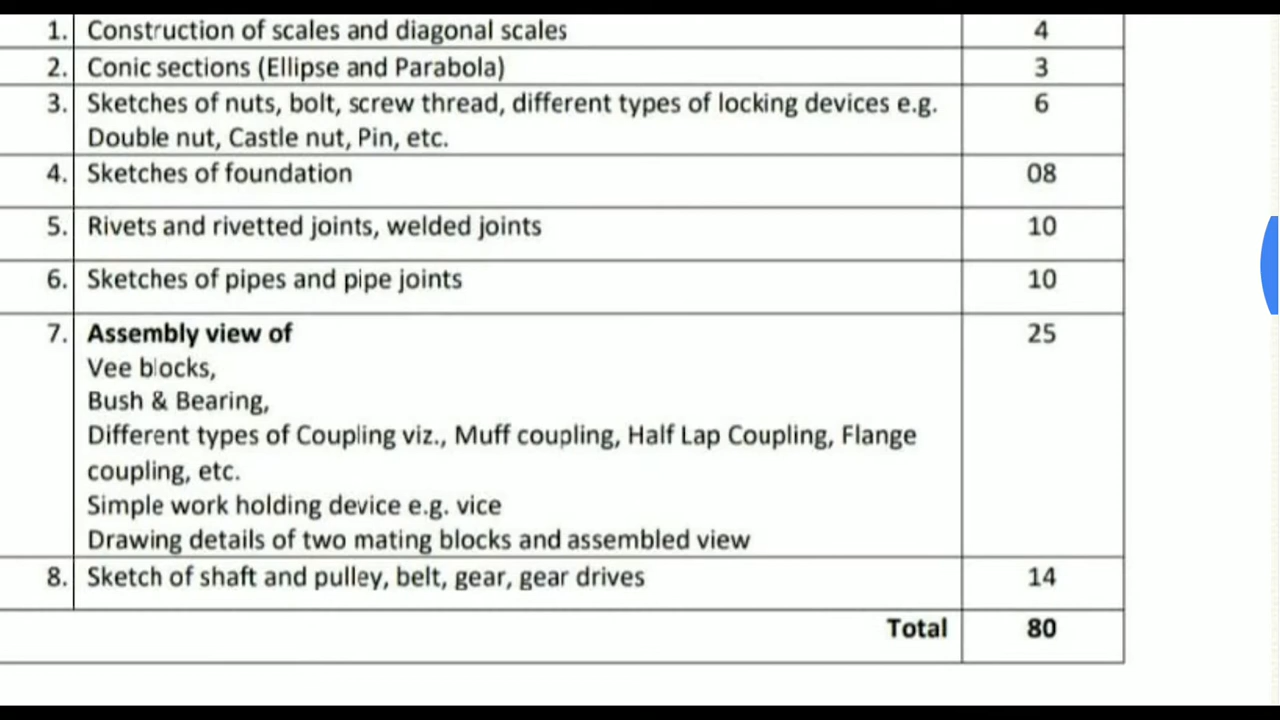 1. Construction of scales and diagonal scales 4
2. Conic sections (Ellipse and Parabola) 3
3. Sketches of nuts, bolt, screw thread, different types of locking devices e.g. 6
Double nut, Castle nut, Pin, etc.
4. Sketches of foundation 08
5. Rivets and rivetted joints, welded joints 10
6. Sketches of pipes and pipe joints 10
7. Assembly view of 25
Vee blocks,
Bush & Bearing,
Different types of Coupling viz., Muff coupling, Half Lap Coupling, Flange
coupling, etc.
Simple work holding device e.g. vice
Drawing details of two mating blocks and assembled view
8. Sketch of shaft and pulley, belt, gear, gear drives 14
Total 80